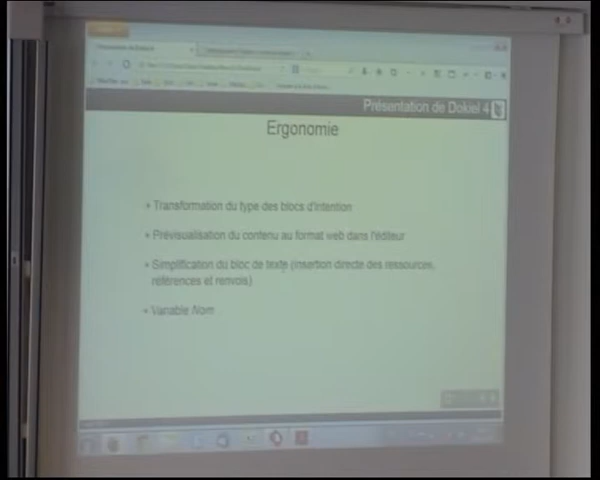 Présentation de Dokiel 4
Ergonomie
• Transformation du type des blocs d'intention
• Prévisualisation du contenu au format web dans l'éditeur
• Simplification du bloc de texte (insertion directe des ressources,
références et renvois)
• Variable Nom